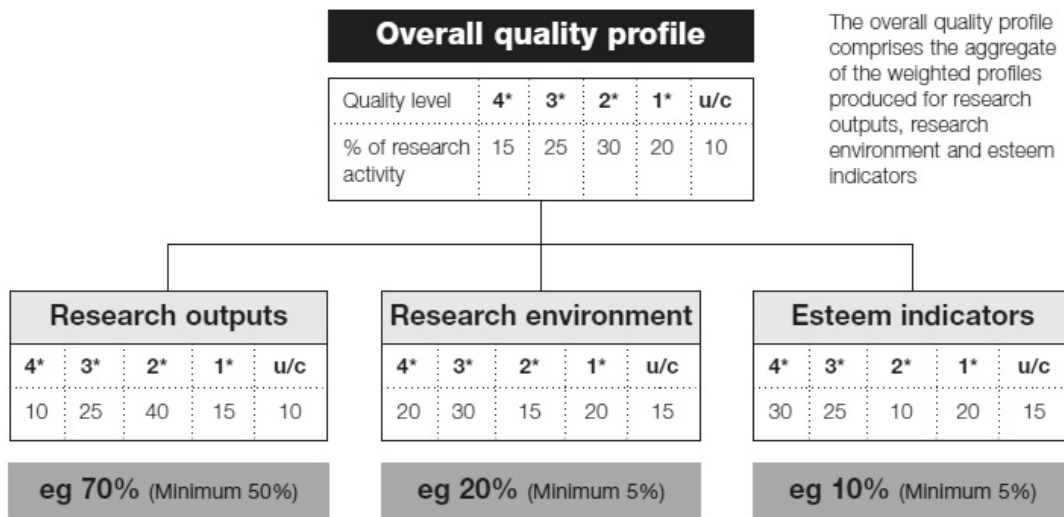 Overall quality profile
Quality level 4* 3* 2* 1* u/c
% of research activity 15 25 30 20 10
The overall quality profile
comprises the aggregate
of the weighted profiles
produced for research
outputs, research
environment and esteem
indicators
Research outputs
4* 3* 2* 1* u/c
10 25 40 15 10
eg 70% (Minimum 50%)
Research environment
4* 3* 2* 1* u/c
20 30 15 20 15
eg 20% (Minimum 5%)
Esteem indicators
4* 3* 2* 1* u/c
30 25 10 20 15
eg 10% (Minimum 5%)